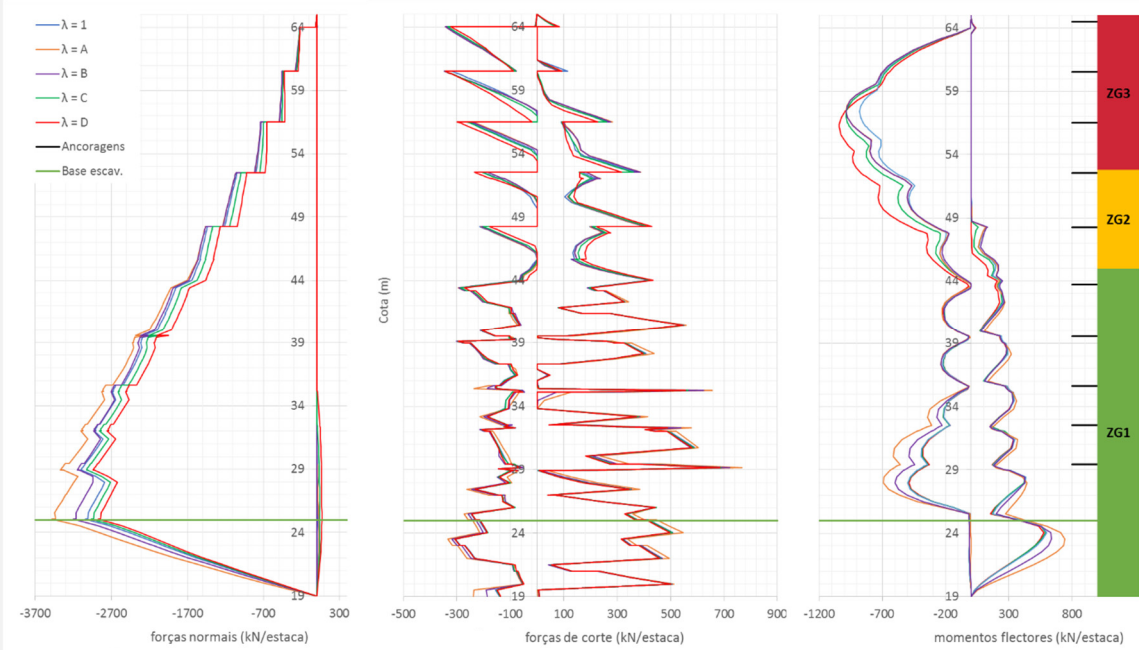 λ = 1
λ = A
λ = B
λ = C
λ = D
Ancoragens
Base escav.
64
59
54
49
44
39
34
29
24
19
-3700 -2700 -1700 -700 300
forças normais (kN/estaca)
Cota (m)
64
59
54
49
44
39
34
29
24
19
-500 -300 -100 100 300 500 700 900
forças de corte (kN/estaca)
64
59
54
49
44
39
34
29
24
19
-1200 -700 -200 300 800
momentos flectores (kN/estaca)
ZG3
ZG2
ZG1